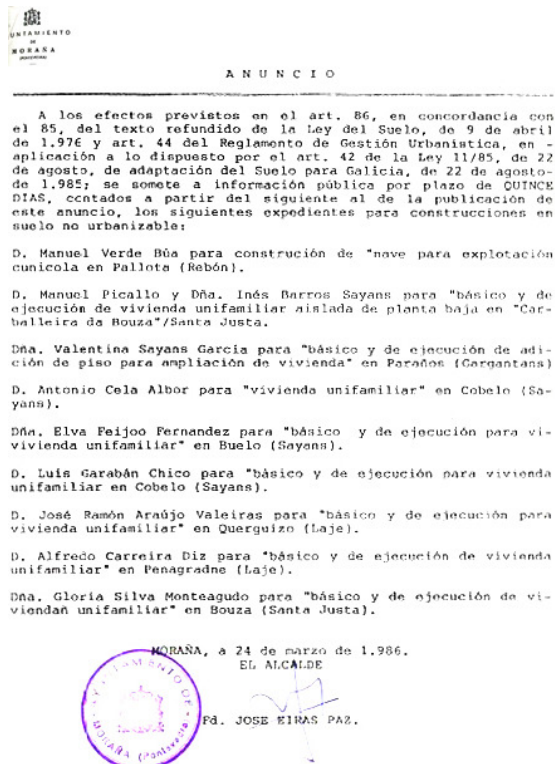 UNTAMIENTO
DE
MORAÑA
(PONTEVEDRA)
A N U N C I O
A los efectos previstos en el art. 86, en concordancia con
el 85, del texto refundido de la Ley del Suelo, de 9 de abril
de 1.976 y art. 44 del Reglamento de Gestión Urbanistica, en -
aplicación a lo dispuesto por el art. 42 de la Ley 11/85, de 22
de agosto, de adaptación del Suelo para Galicia, de 22 de agosto-
de 1.985; se somete a información pública por plazo de QUINCE
DIAS, contados a partir del siguiente al de la publicación de
este anuncio, los siguientes expedientes para construcciones en
suelo no urbanizable:
D. Manuel Verde Búa para construción de "nave para explotación
cunicola en Pallota (Rebón).
D. Manuel Picallo y Dña. Inés Barros Sayans para "básico y de
ejecución de vivienda unifamiliar aislada de planta baja en "Car-
balleira da Bouza"/Santa Justa.
Dña. Valentina Sayans Garcia para "básico y de ejecución de adi-
ción de piso para ampliación de vivienda" en Paraños (Gargantans)
D. Antonio Cela Albor para "vivienda unifamiliar" en Cobelo (Sa-
yans).
Dña. Elva Feijoo Fernandez para "básico y de ejecución para vi-
vivienda unifamiliar" en Buelo (Sayans).
D. Luis Garabán Chico para "básico y de ejecución para vivienda
unifamiliar en Cobelo (Sayans).
D. José Ramón Araújo Valeiras para "básico y de ejecución para
vivienda unifamiliar" en Querguizo (Laje).
D. Alfredo Carreira Diz para "básico y de ejecución de vivienda
unifamiliar" en Penagradne (Laje).
Dña. Gloria Silva Monteagudo para "básico y de ejecución de vi-
viendañ unifamiliar" en Bouza (Santa Justa).
MORAÑA, a 24 de marzo de 1.986.
EL ALCALDE
AYUNTAMIENTO DE
MORAÑA (Pontevedra)
Fd. JOSE EIRAS PAZ.